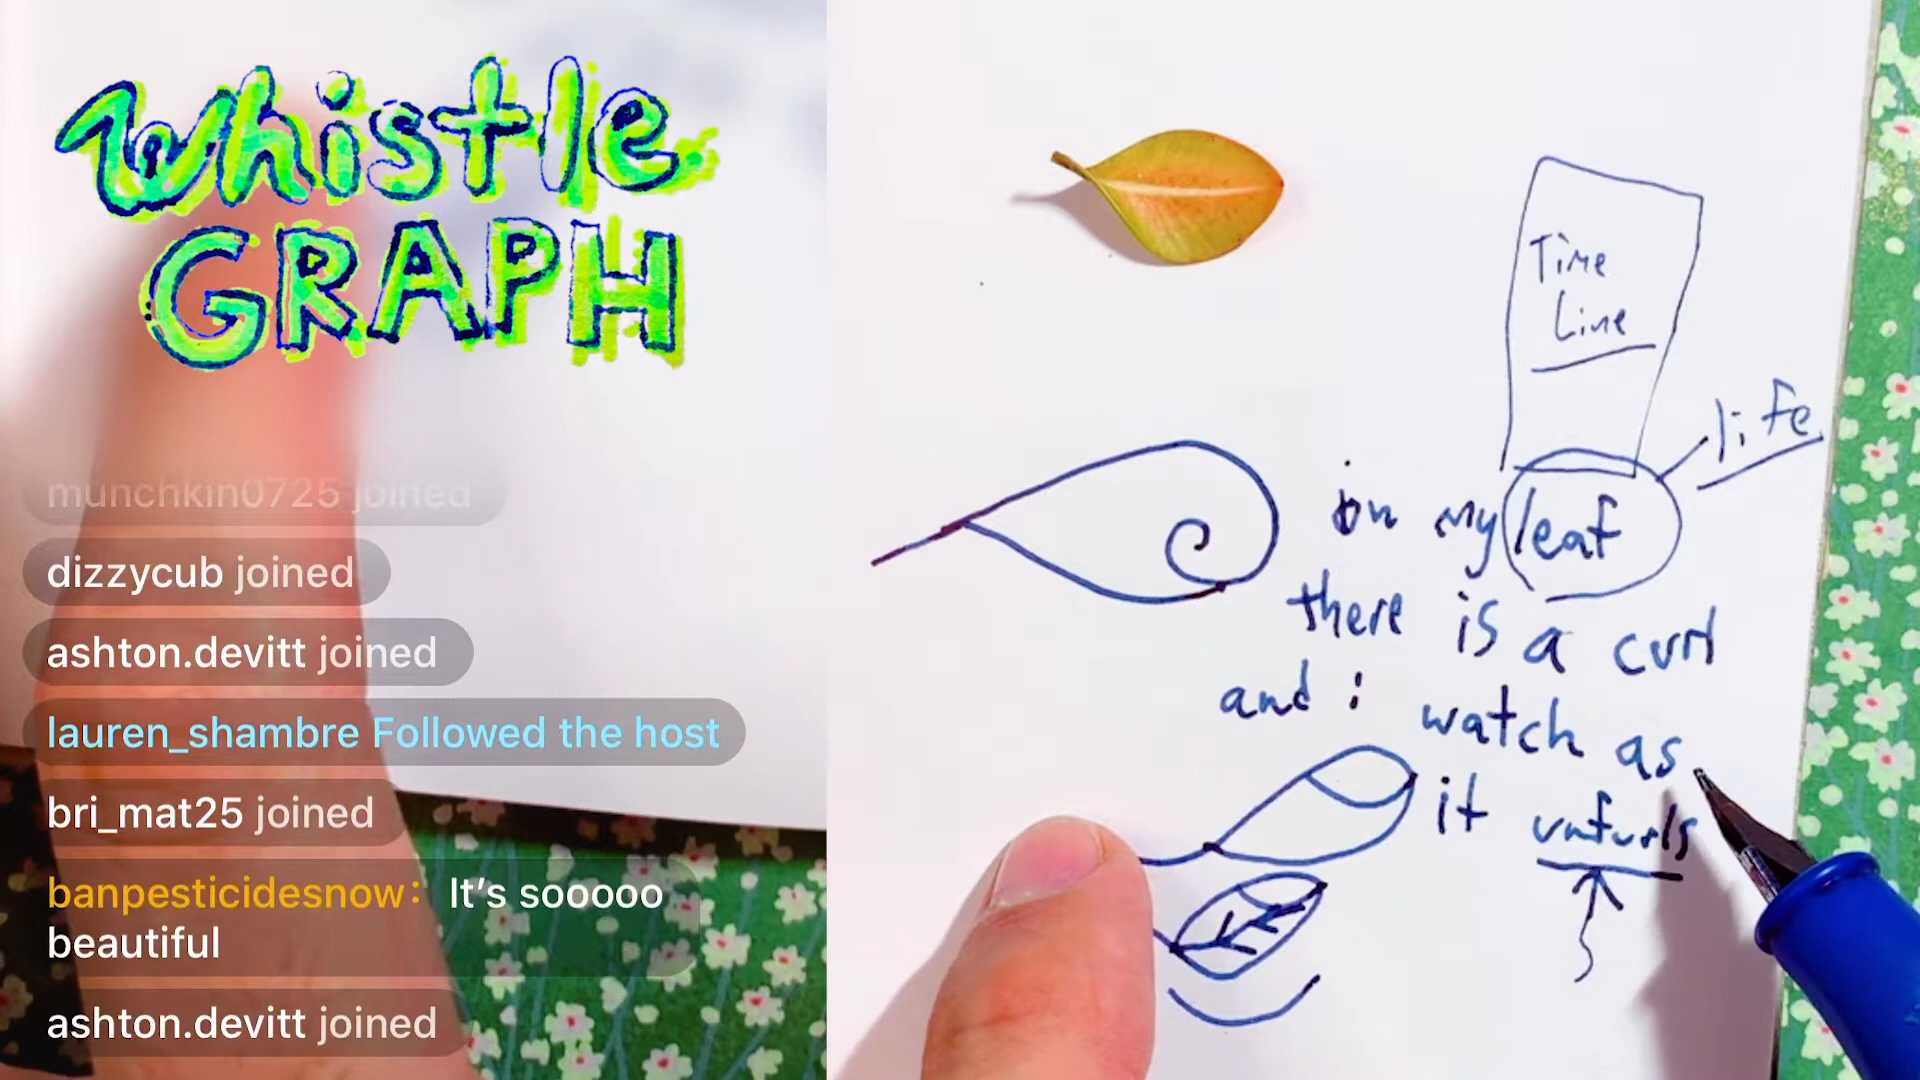 Whistle
GRAPH
munchkin0725 joined
dizzycub joined
ashton.devitt joined
lauren_shambre Followed the host
bri_mat25 joined
banpesticidesnow: It’s sooooo
beautiful
ashton.devitt joined
Time
Line
life
on my leaf
there is a curl
and i watch as
it unfurls